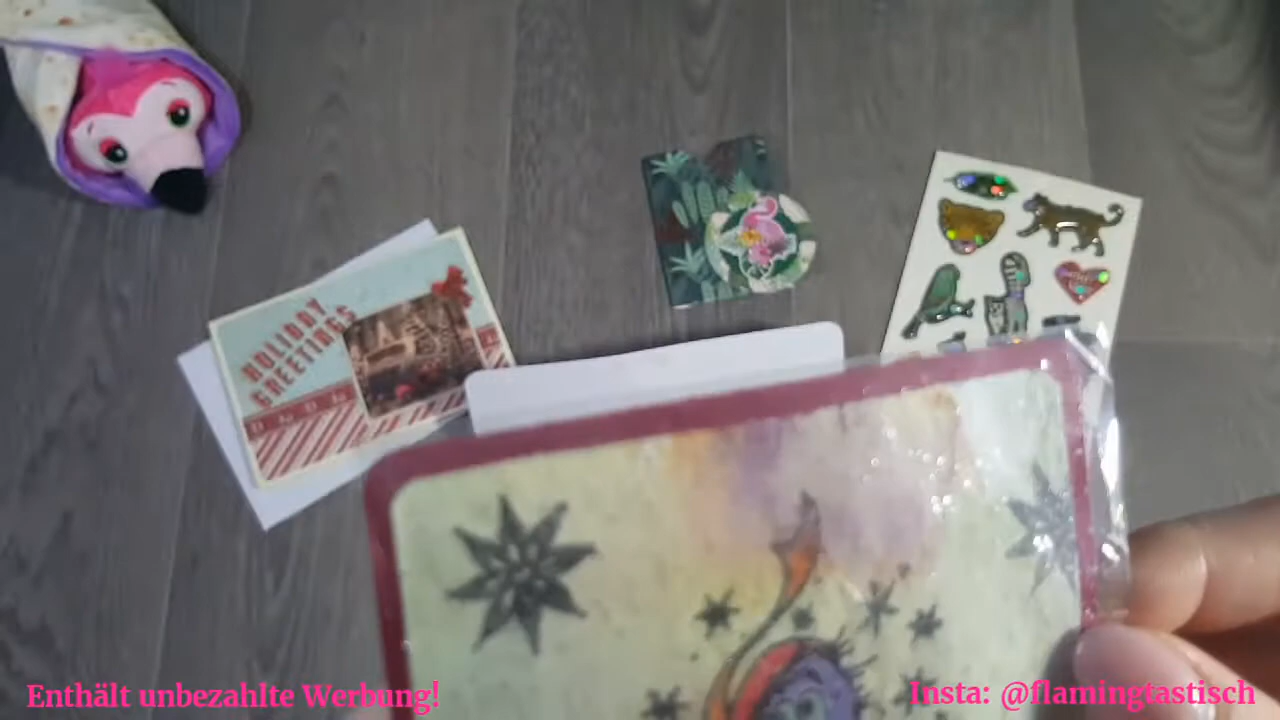 HOLIDAY
GREETINGS
Enthält unbezahlte Werbung!
Insta: @flamingtastisch